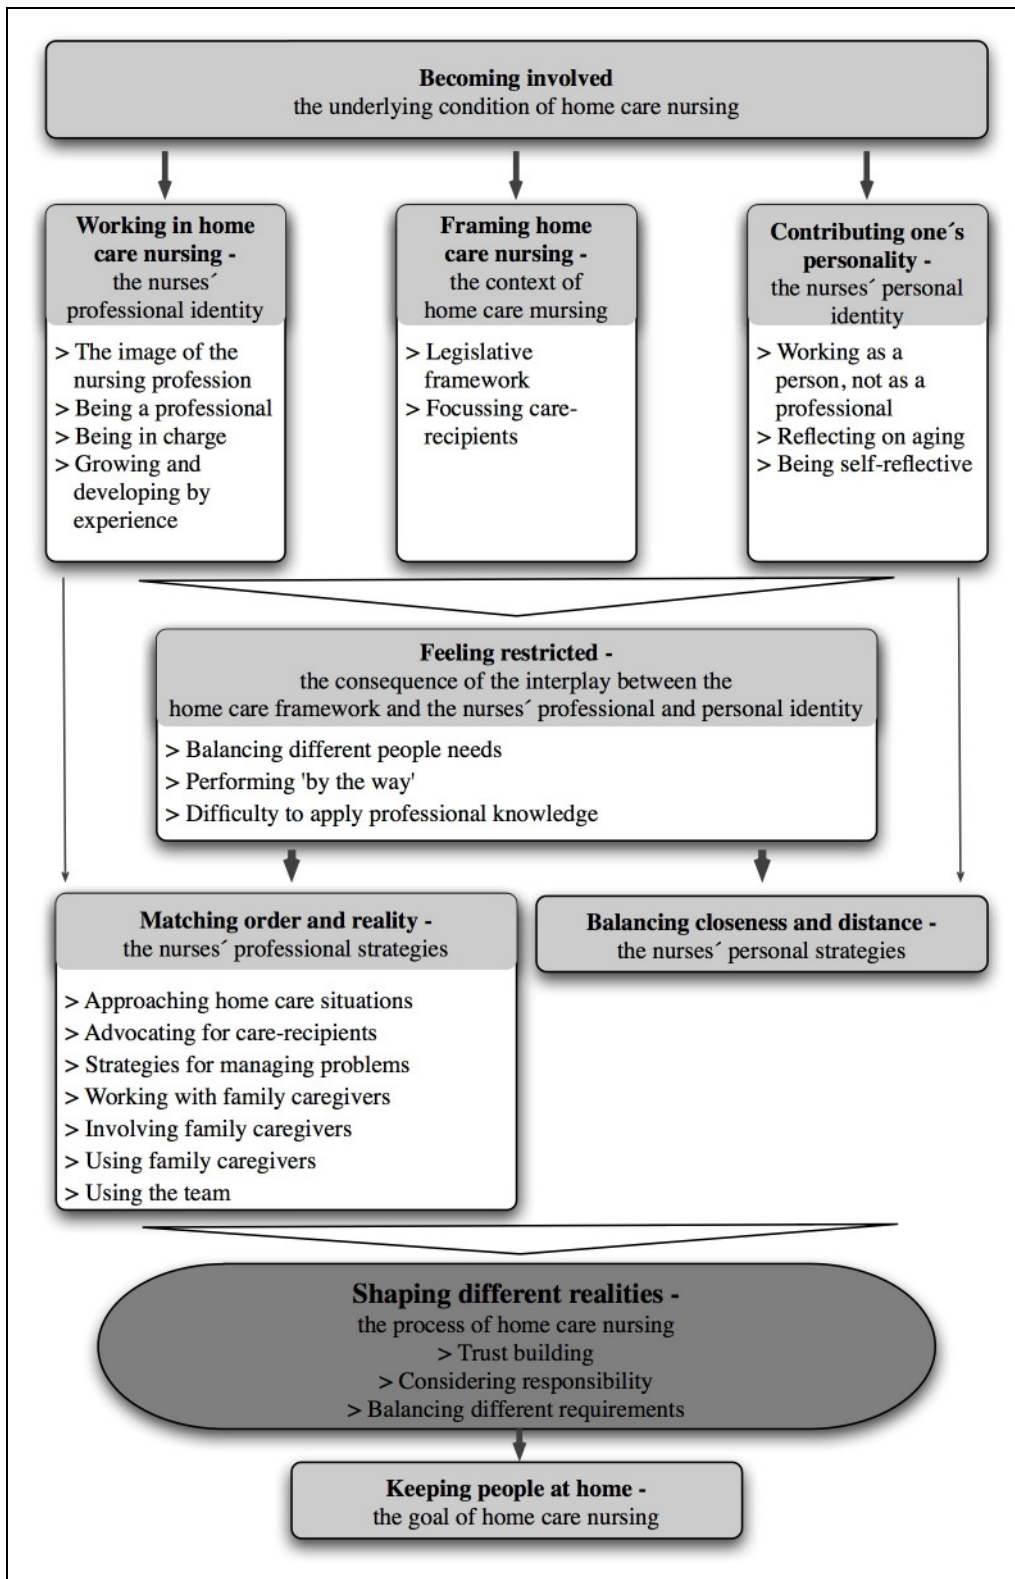 Becoming involved
the underlying condition of home care nursing
Working in home
care nursing -
the nurses´
professional identity
> The image of the
nursing profession
> Being a professional
> Being in charge
> Growing and
developing by
experience
Framing home
care nursing -
the context of
home care mursing
> Legislative
framework
> Focussing care-
recipients
Contributing one´s
personality -
the nurses´ personal
identity
> Working as a
person, not as a
professional
> Reflecting on aging
> Being self-reflective
Feeling restricted -
the consequence of the interplay between the
home care framework and the nurses´ professional and personal identity
> Balancing different people needs
> Performing 'by the way'
> Difficulty to apply professional knowledge
Matching order and reality -
the nurses´ professional strategies
> Approaching home care situations
> Advocating for care-recipients
> Strategies for managing problems
> Working with family caregivers
> Involving family caregivers
> Using family caregivers
> Using the team
Balancing closeness and distance -
the nurses´ personal strategies
Shaping different realities -
the process of home care nursing
> Trust building
> Considering responsibility
> Balancing different requirements
Keeping people at home -
the goal of home care nursing